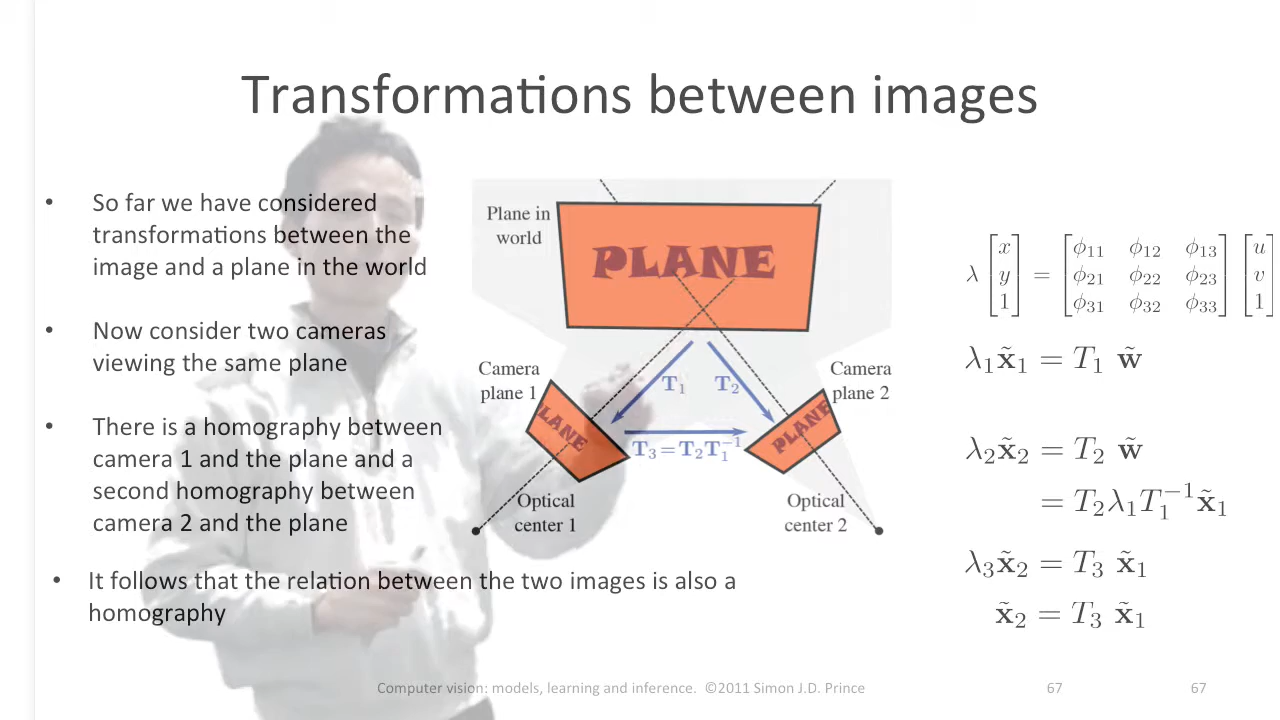 Transformations between images
• So far we have considered
transformations between the
image and a plane in the world
• Now consider two cameras
viewing the same plane
• There is a homography between
camera 1 and the plane and a
second homography between
camera 2 and the plane
• It follows that the relation between the two images is also a
homography
Plane in
world
PLANE
Camera
plane 1
Camera
plane 2
T₁
T₂
LANE
PLANE
T₃=T₂T₁⁻¹
Optical
center 1
Optical
center 2
λ [x y 1] = [ϕ₁₁ ϕ₁₂ ϕ₁₃ ϕ₂₁ ϕ₂₂ ϕ₂₃ ϕ₃₁ ϕ₃₂ ϕ₃₃] [u v 1]
λ₁x̃₁ = T₁ w̃
λ₂x̃₂ = T₂ w̃
= T₂λ₁T₁⁻¹x̃₁
λ₃x̃₂ = T₃ x̃₁
x̃₂ = T₃ x̃₁
Computer vision: models, learning and inference. ©2011 Simon J.D. Prince
67
67